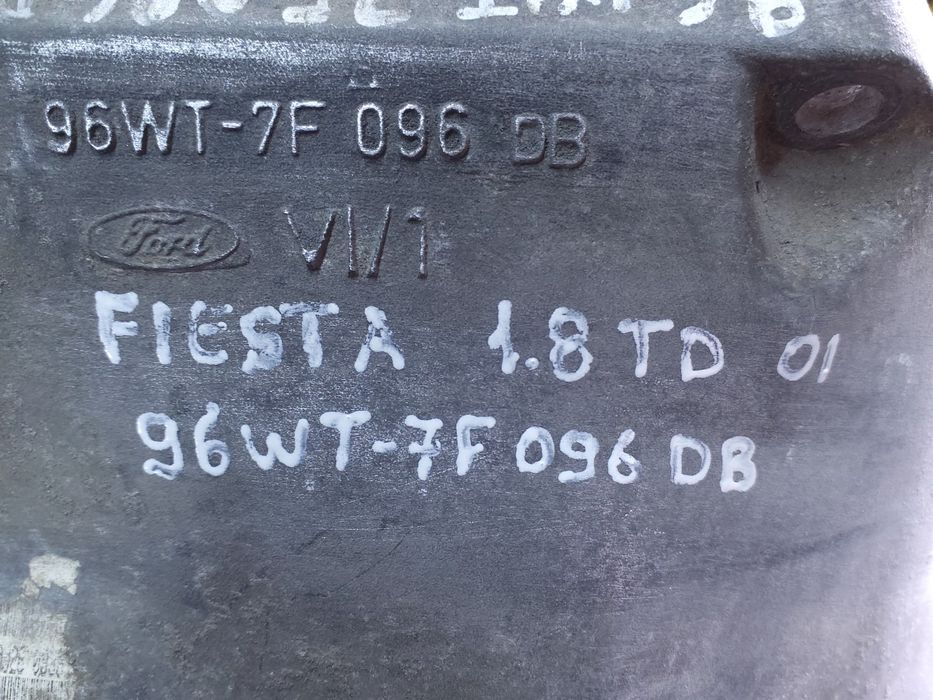 96WT-7F 096 DB
Ford VI/1
FIESTA 1.8 TD 01
96WT-7F 096 DB